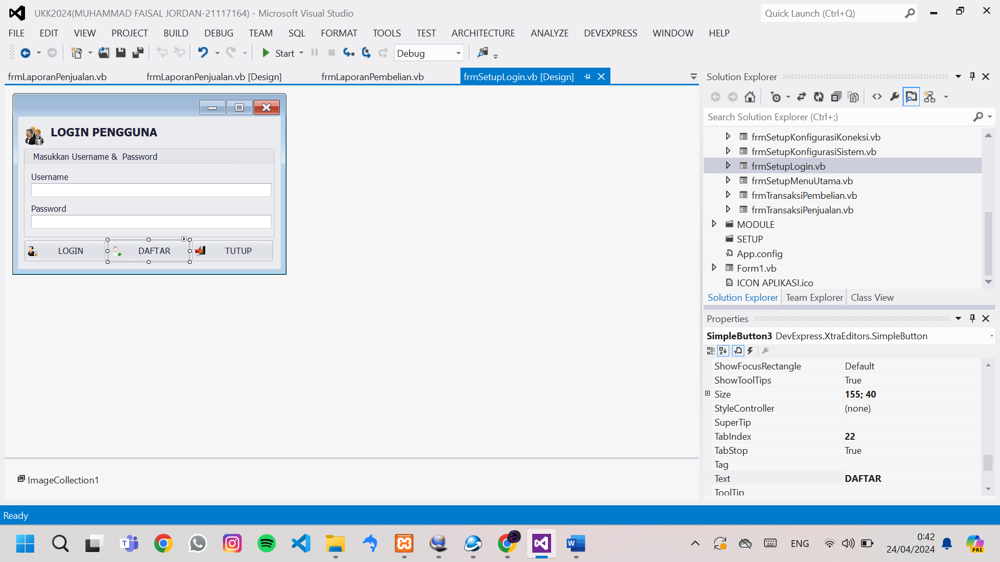 UKK2024(MUHAMMAD FAISAL JORDAN-21117164) - Microsoft Visual Studio
Quick Launch (Ctrl+Q)
FILE EDIT VIEW PROJECT BUILD DEBUG TEAM SQL FORMAT TOOLS TEST ARCHITECTURE ANALYZE DEVEXPRESS WINDOW HELP
Start Debug
frmLaporanPenjualan.vb frmLaporanPenjualan.vb [Design] frmLaporanPembelian.vb frmSetupLogin.vb [Design]
LOGIN PENGGUNA
Masukkan Username & Password
Username
Password
LOGIN DAFTAR TUTUP
ImageCollection1
Solution Explorer
Search Solution Explorer (Ctrl+;)
frmSetupKonfigurasiKoneksi.vb
frmSetupKonfigurasiSistem.vb
frmSetupLogin.vb
frmSetupMenuUtama.vb
frmTransaksiPembelian.vb
frmTransaksiPenjualan.vb
MODULE
SETUP
App.config
Form1.vb
ICON APLIKASI.ico
Solution Explorer Team Explorer Class View
Properties
SimpleButton3 DevExpress.XtraEditors.SimpleButton
ShowFocusRectangle Default
ShowToolTips True
Size 155; 40
StyleController (none)
SuperTip
TabIndex 22
TabStop True
Tag
Text DAFTAR
ToolTip
Ready
ENG
0:42
24/04/2024
PRE